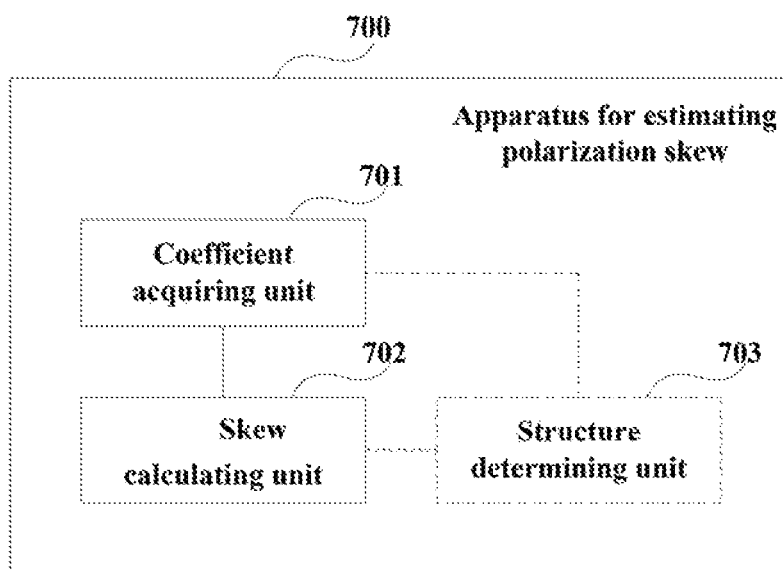 700
Apparatus for estimating
polarization skew
701
Coefficient
acquiring unit
702
703
Skew
calculating unit
Structure
determining unit